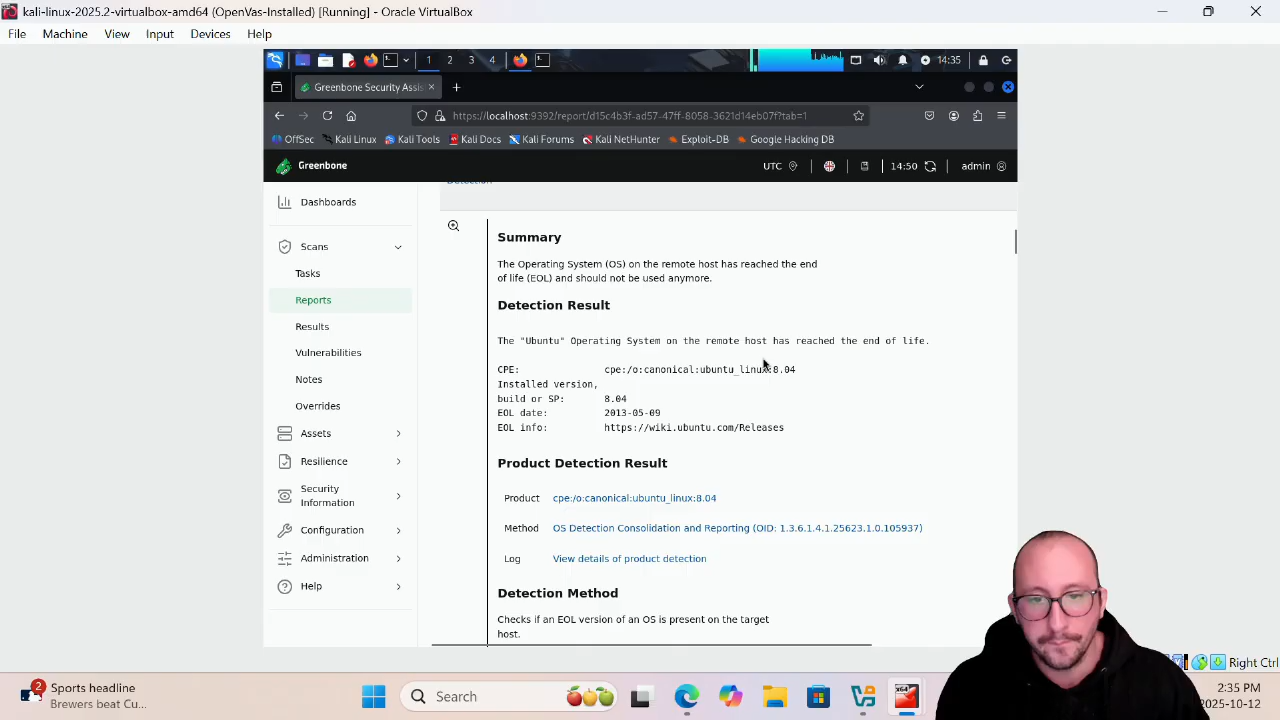 kali-linux-2025.2-virtualbox-amd64 (OpenVas-Installed) [Running] - Oracle VirtualBox
File Machine View Input Devices Help
1 2 3 4 14:35
Greenbone Security Assis
https://localhost:9392/report/d15c4b3f-ad57-47ff-8058-3621d14eb07f?tab=1
OffSec Kali Linux Kali Tools Kali Docs Kali Forums Kali NetHunter Exploit-DB Google Hacking DB
Greenbone UTC 14:50 admin
Detection
Dashboards
Scans
Tasks
Reports
Results
Vulnerabilities
Notes
Overrides
Assets
Resilience
Security
Information
Configuration
Administration
Help
Summary
The Operating System (OS) on the remote host has reached the end
of life (EOL) and should not be used anymore.
Detection Result
The "Ubuntu" Operating System on the remote host has reached the end of life.
CPE: cpe:/o:canonical:ubuntu_linux:8.04
Installed version,
build or SP: 8.04
EOL date: 2013-05-09
EOL info: https://wiki.ubuntu.com/Releases
Product Detection Result
Product cpe:/o:canonical:ubuntu_linux:8.04
Method OS Detection Consolidation and Reporting (OID: 1.3.6.1.4.1.25623.1.0.105937)
Log View details of product detection
Detection Method
Checks if an EOL version of an OS is present on the target
host.
Right Ctrl
2
Sports headline
Brewers beat Cu...
Search
x64
2:35 PM
2025-10-12